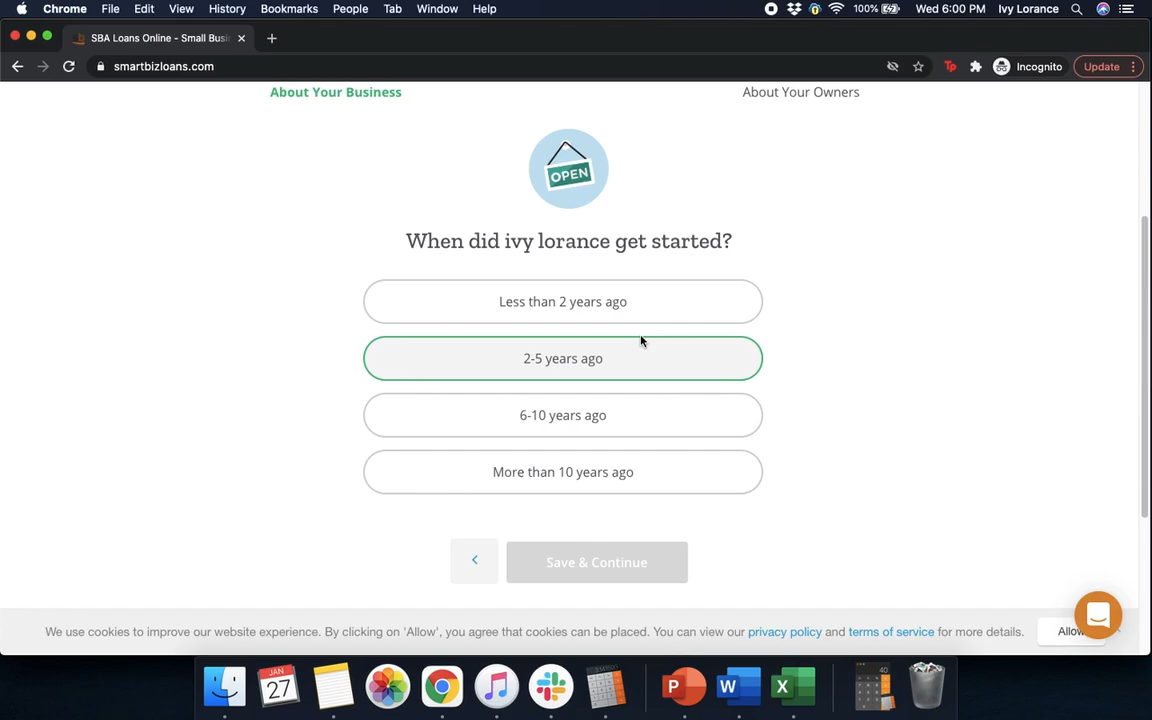 Chrome File Edit View History Bookmarks People Tab Window Help 100% Wed 6:00 PM Ivy Lorance
SBA Loans Online - Small Busi
smartbizloans.com Incognito Update
About Your Business About Your Owners
OPEN
When did ivy lorance get started?
Less than 2 years ago
2-5 years ago
6-10 years ago
More than 10 years ago
Save & Continue
We use cookies to improve our website experience. By clicking on 'Allow', you agree that cookies can be placed. You can view our privacy policy and terms of service for more details. Allow
JAN
27